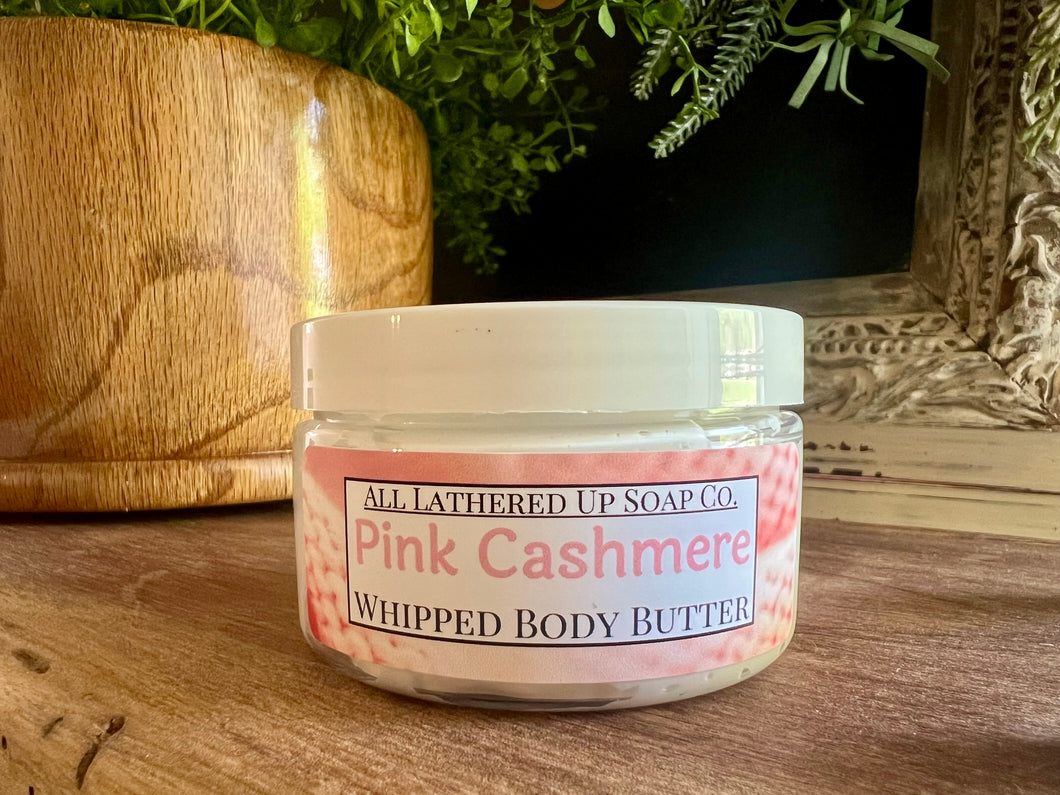 All Lathered Up Soap Co.
Pink Cashmere
Whipped Body Butter